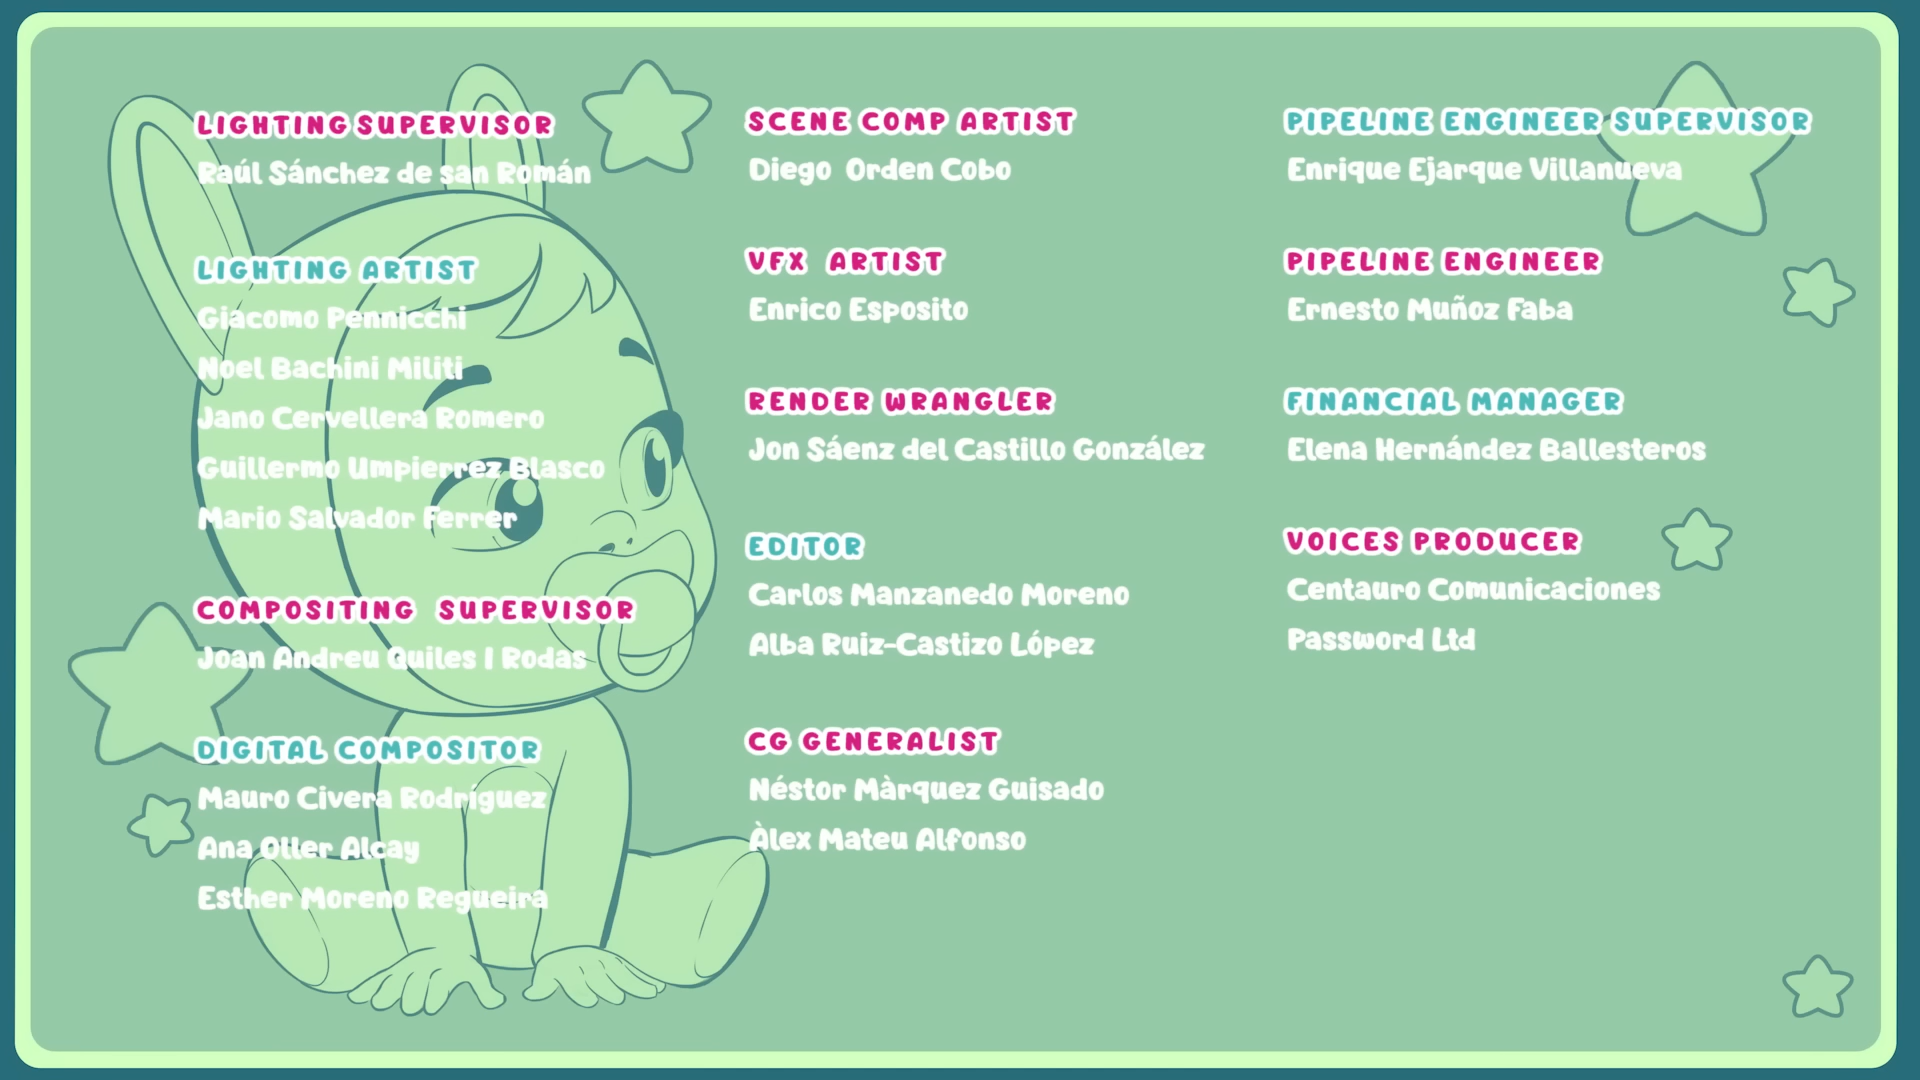 LIGHTING SUPERVISOR
Raúl Sánchez de san Román
LIGHTING ARTIST
Giacomo Pennicchi
Noel Bachini Militi
Jano Cervellera Romero
Guillermo Umpierrez Blasco
Mario Salvador Ferrer
COMPOSITING SUPERVISOR
Joan Andreu Quiles I Rodas
DIGITAL COMPOSITOR
Mauro Civera Rodríguez
Ana Oller Alcay
Esther Moreno Regueira
SCENE COMP ARTIST
Diego Orden Cobo
VFX ARTIST
Enrico Esposito
RENDER WRANGLER
Jon Sáenz del Castillo González
EDITOR
Carlos Manzanedo Moreno
Alba Ruiz-Castizo López
CG GENERALIST
Néstor Màrquez Guisado
Àlex Mateu Alfonso
PIPELINE ENGINEER SUPERVISOR
Enrique Ejarque Villanueva
PIPELINE ENGINEER
Ernesto Muñoz Faba
FINANCIAL MANAGER
Elena Hernández Ballesteros
VOICES PRODUCER
Centauro Comunicaciones
Password Ltd